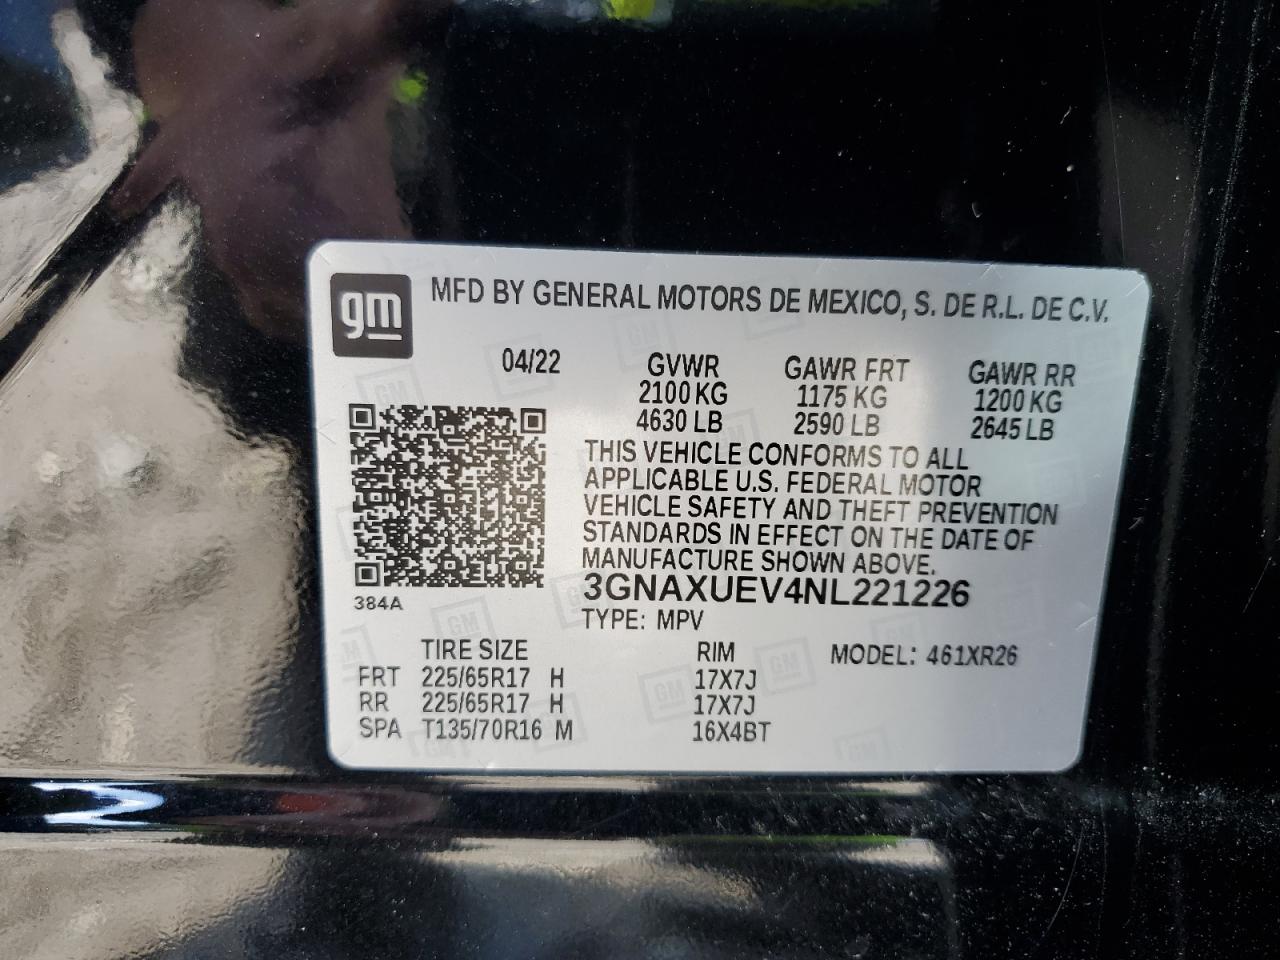 gm
MFD BY GENERAL MOTORS DE MEXICO, S. DE R.L. DE C.V.
04/22 GVWR GAWR FRT GAWR RR
2100 KG 1175 KG 1200 KG
4630 LB 2590 LB 2645 LB
THIS VEHICLE CONFORMS TO ALL
APPLICABLE U.S. FEDERAL MOTOR
VEHICLE SAFETY AND THEFT PREVENTION
STANDARDS IN EFFECT ON THE DATE OF
MANUFACTURE SHOWN ABOVE.
384A 3GNAXUEV4NL221226
TYPE: MPV
TIRE SIZE RIM MODEL: 461XR26
FRT 225/65R17 H 17X7J
RR 225/65R17 H 17X7J
SPA T135/70R16 M 16X4BT